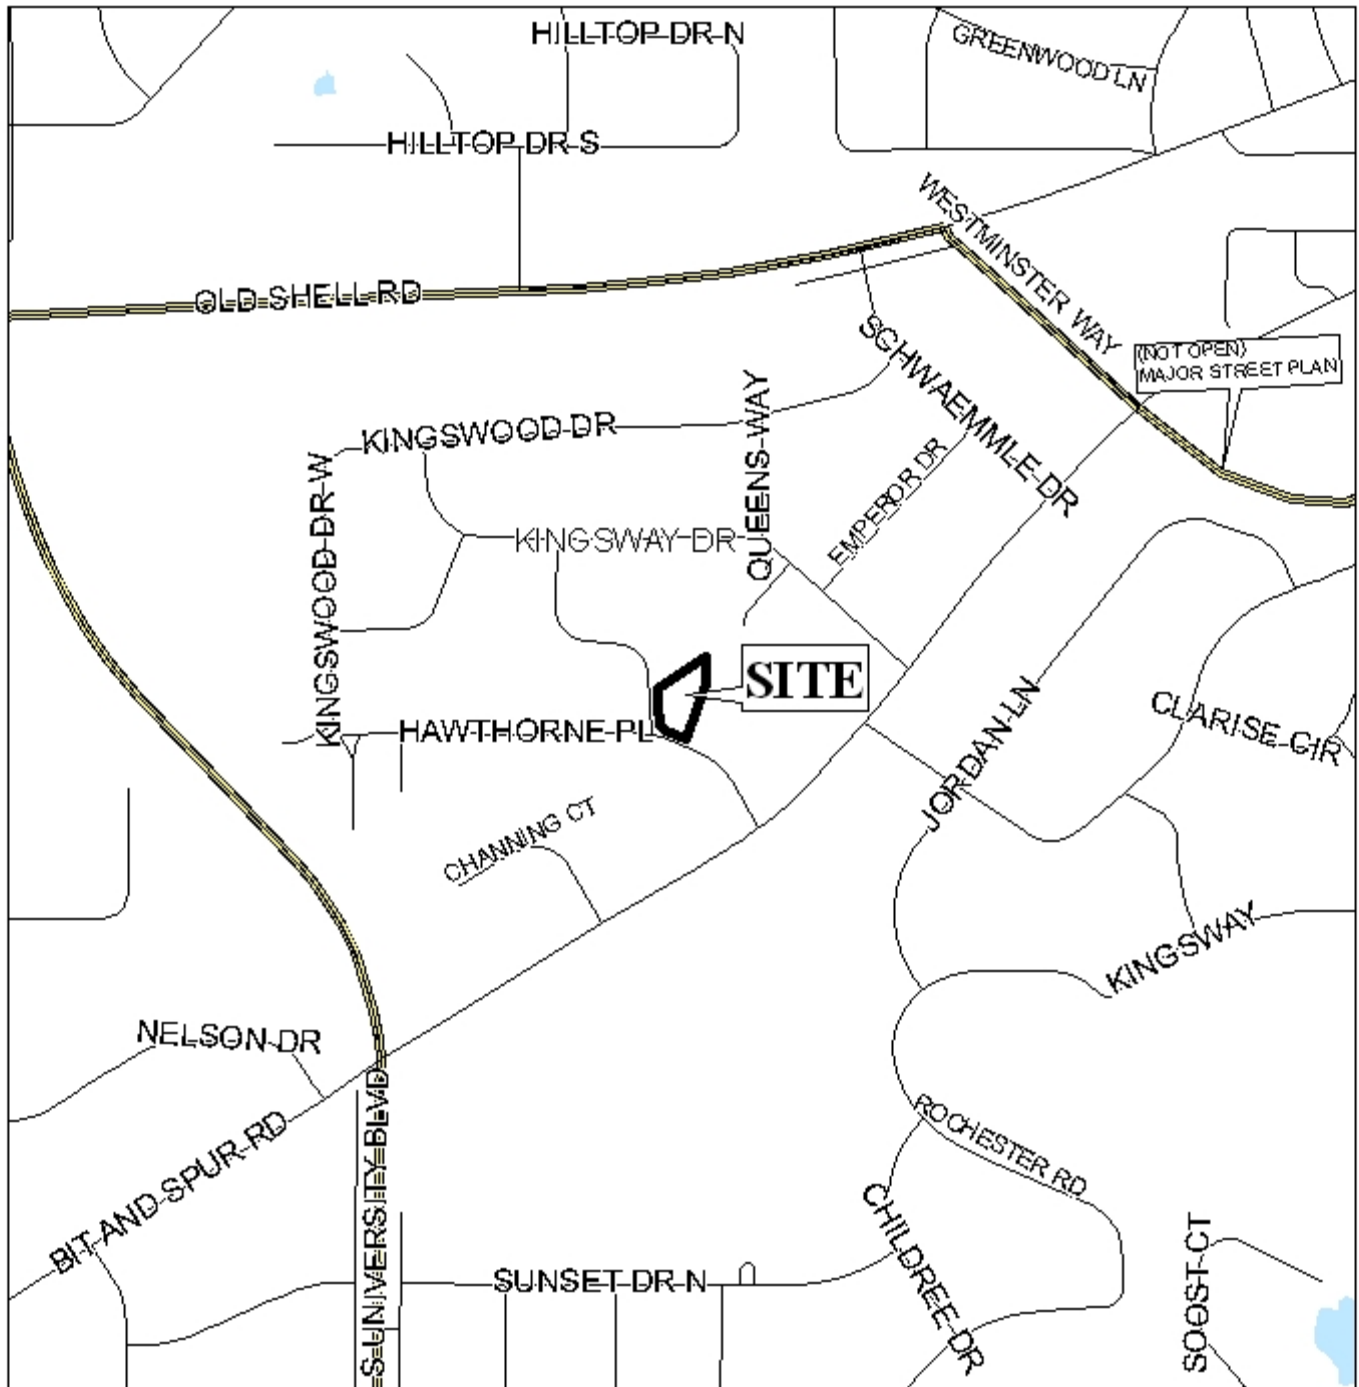 HILLTOP DR N
GREENWOOD LN
HILLTOP DR S
WESTMINSTER WAY
OLD SHELL RD
SCHWAEMMLE DR
(NOT OPEN)
MAJOR STREET PLAN
KINGSWOOD DR
QUEENS WAY
EMPEROR DR
KINGSWOOD DR W
KINGSWAY DR
SITE
HAWTHORNE PL
JORDAN LN
CLARISE CIR
CHANNING CT
KINGSWAY
NELSON DR
BIT AND SPUR RD
S UNIVERSITY BLVD
ROCHESTER RD
CHILDREE DR
SUNSET DR N
SOOST CT